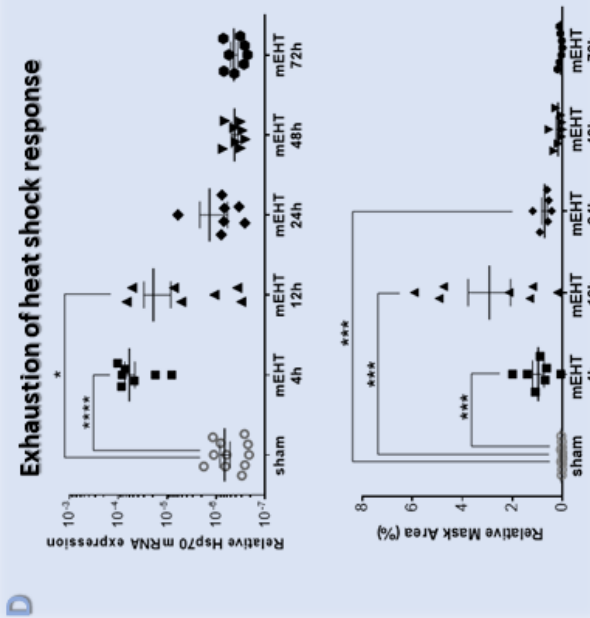 D
Exhaustion of heat shock response
Relative Hsp70 mRNA expression
10-3
10-4
10-5
10-6
10-7
*
****
sham
mEHT 4h
mEHT 12h
mEHT 24h
mEHT 48h
mEHT 72h
Relative Mask Area (%)
8
6
4
2
0
***
***
***
sham
mEHT
mEHT
mEHT
mEHT
mEHT